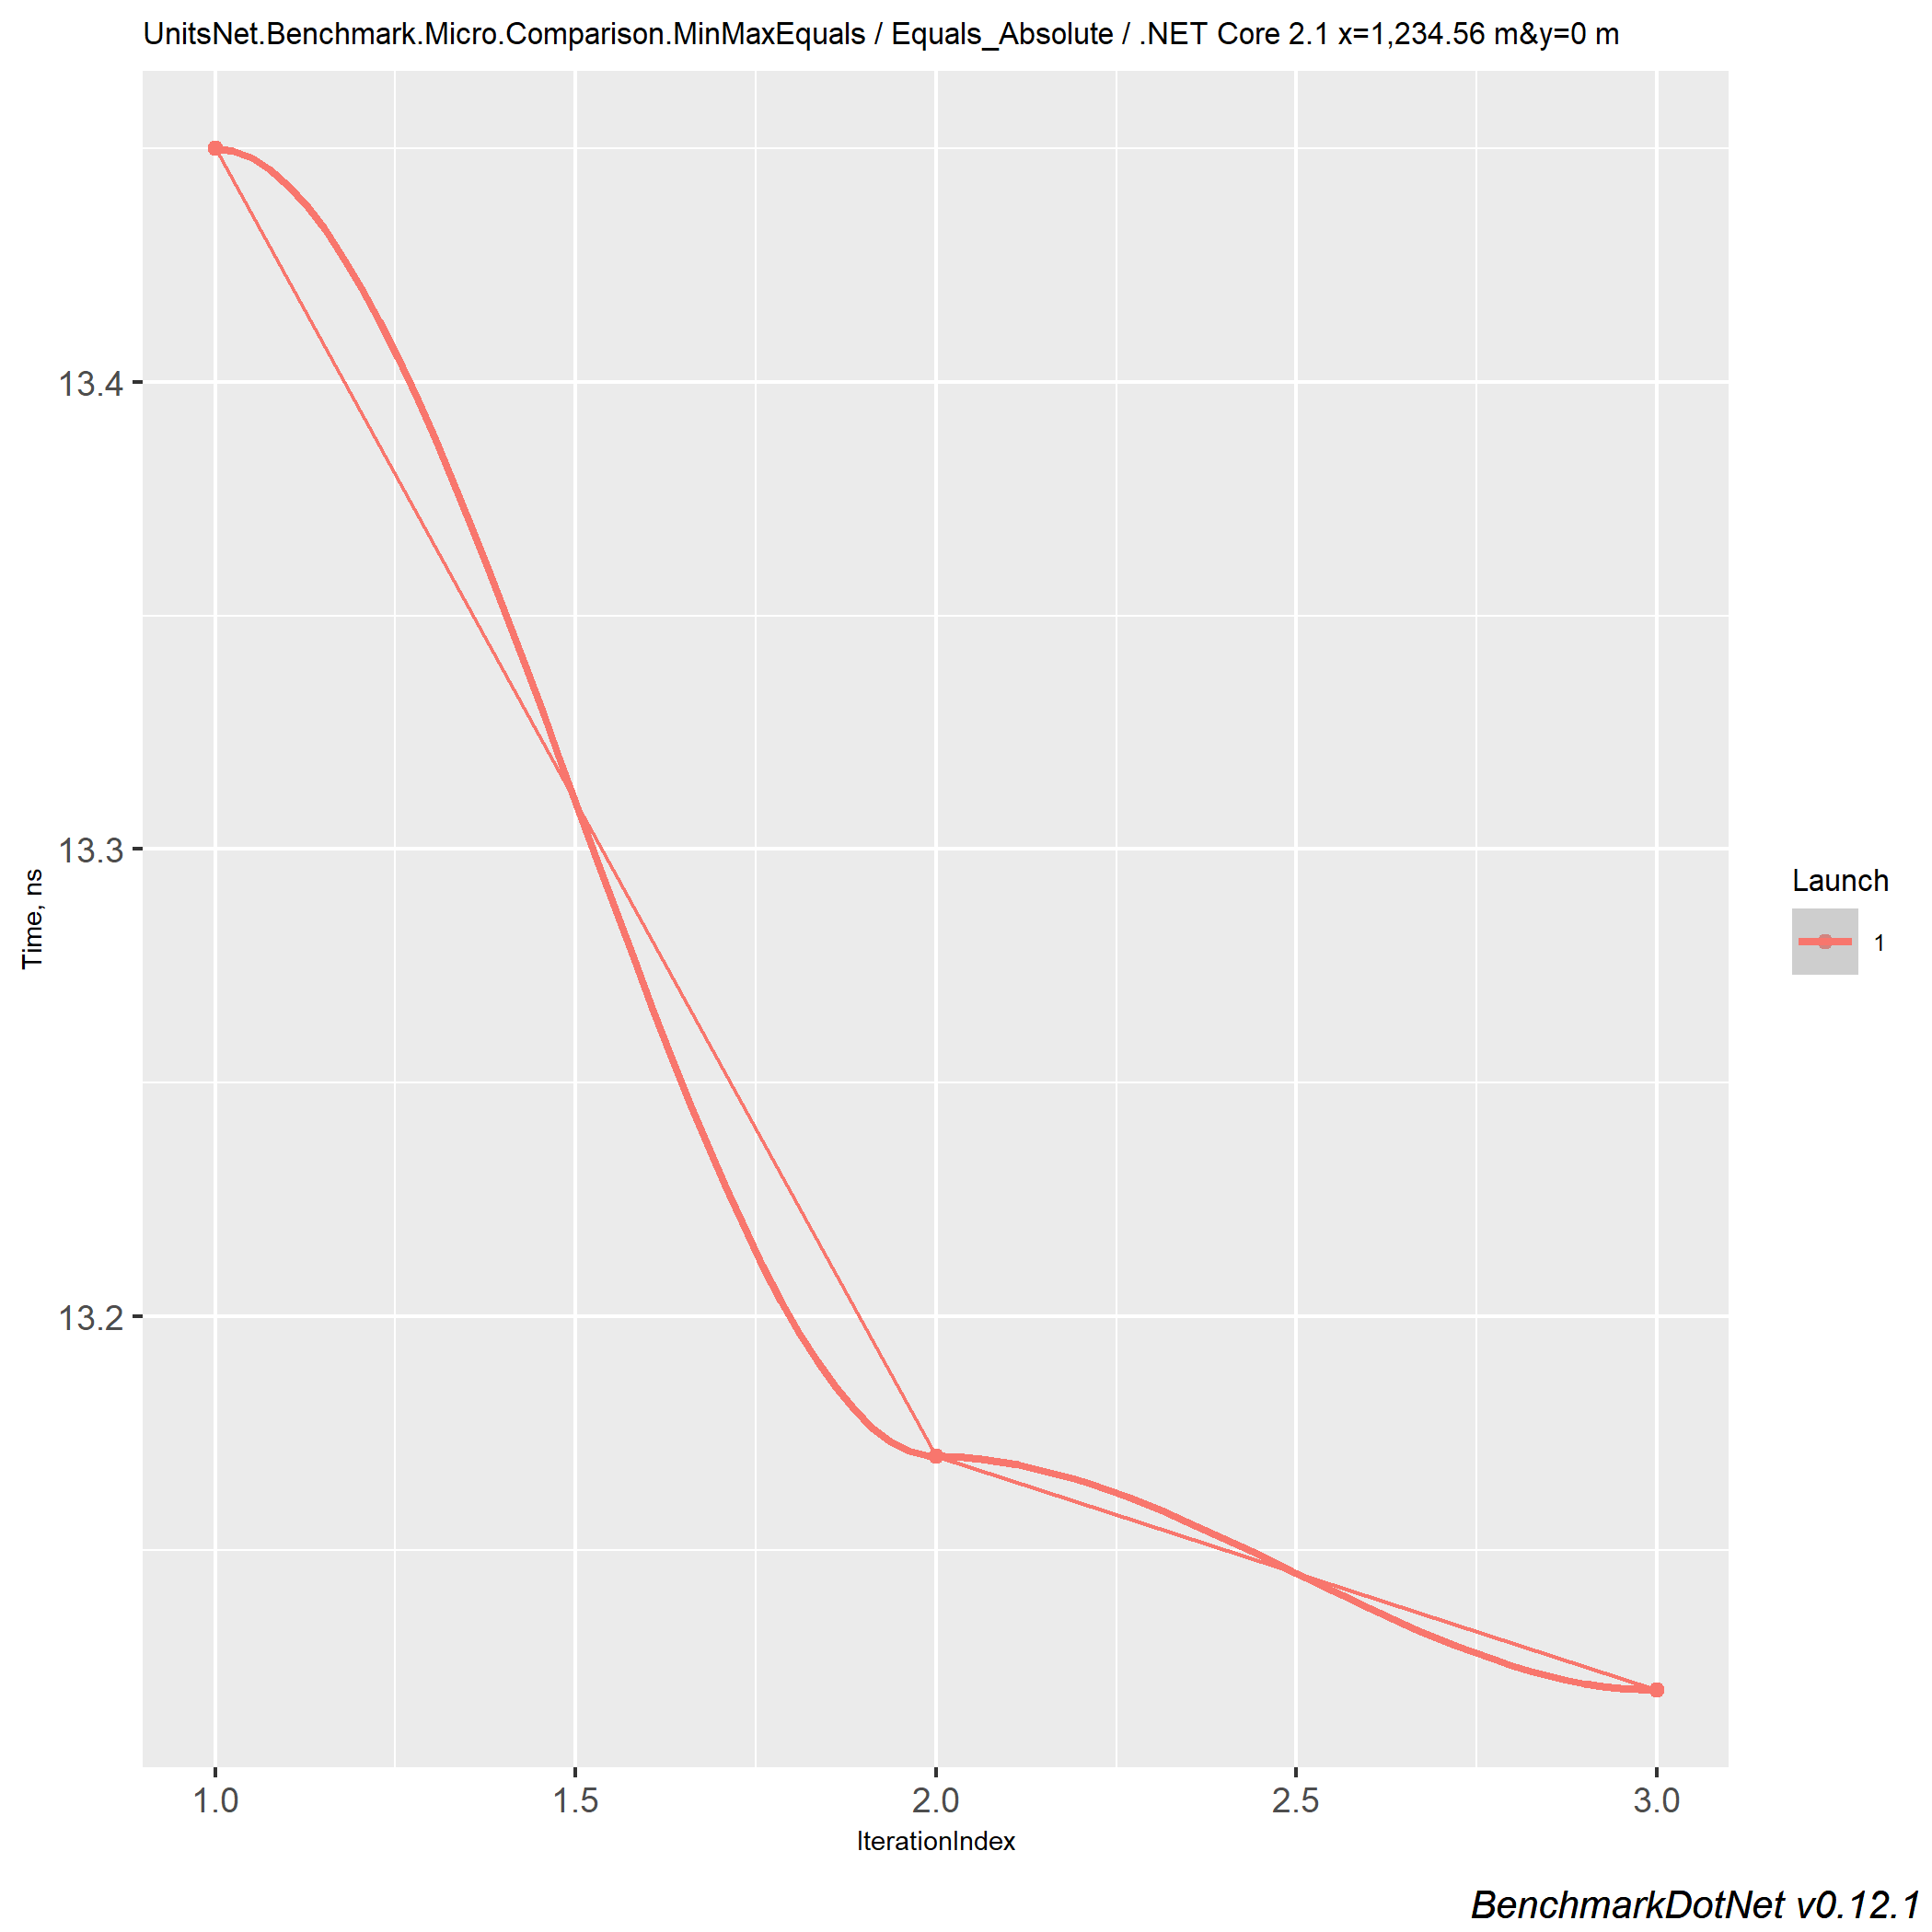 UnitsNet.Benchmark.Micro.Comparison.MinMaxEquals / Equals_Absolute / .NET Core 2.1 x=1,234.56 m&y=0 m
13.4
13.3
13.2
Time, ns
1.0 1.5 2.0 2.5 3.0
IterationIndex
Launch
1
BenchmarkDotNet v0.12.1